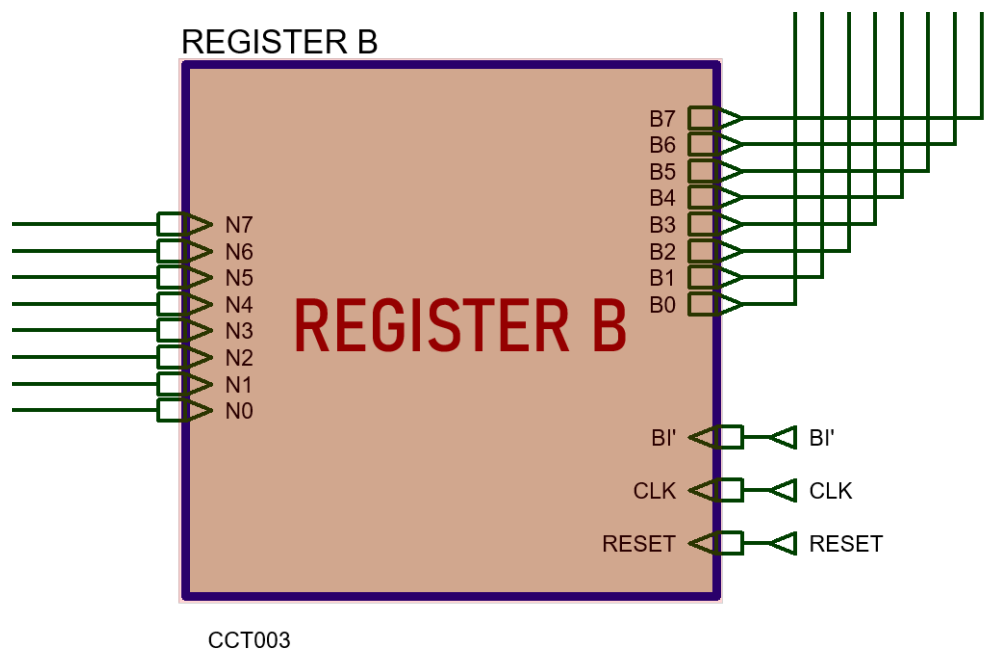 REGISTER B
B7
B6
B5
B4
N7 B3
N6 B2
N5 B1
N4 B0
REGISTER B
N3
N2
N1
N0
BI' BI'
CLK CLK
RESET RESET
CCT003